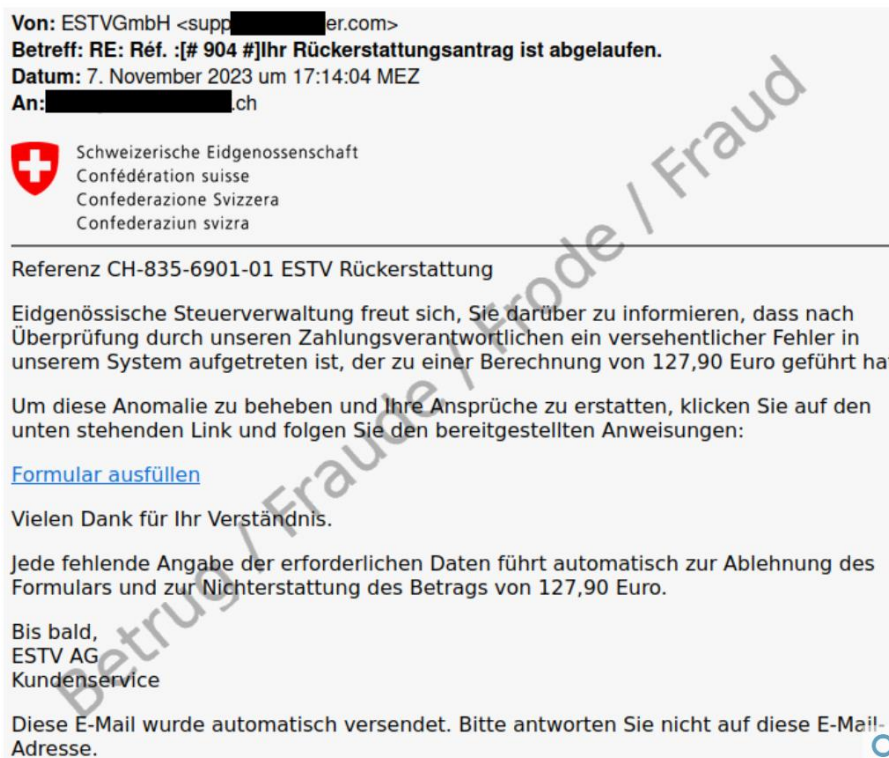 Von: ESTVGmbH <supp er.com>
Betreff: RE: Réf. :[# 904 #]Ihr Rückerstattungsantrag ist abgelaufen.
Datum: 7. November 2023 um 17:14:04 MEZ
An: .ch
Schweizerische Eidgenossenschaft
Confédération suisse
Confederazione Svizzera
Confederaziun svizra
Referenz CH-835-6901-01 ESTV Rückerstattung
Eidgenössische Steuerverwaltung freut sich, Sie darüber zu informieren, dass nach
Überprüfung durch unseren Zahlungsverantwortlichen ein versehentlicher Fehler in
unserem System aufgetreten ist, der zu einer Berechnung von 127,90 Euro geführt hat
Um diese Anomalie zu beheben und Ihre Ansprüche zu erstatten, klicken Sie auf den
unten stehenden Link und folgen Sie den bereitgestellten Anweisungen:
Formular ausfüllen
Vielen Dank für Ihr Verständnis.
Jede fehlende Angabe der erforderlichen Daten führt automatisch zur Ablehnung des
Formulars und zur Nichterstattung des Betrags von 127,90 Euro.
Bis bald,
ESTV AG
Kundenservice
Diese E-Mail wurde automatisch versendet. Bitte antworten Sie nicht auf diese E-Mail-
Adresse.
Betrug / Fraude / Frode / Fraud